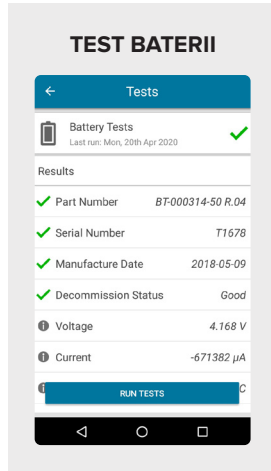 TEST BATERII
Tests
Battery Tests
Last run: Mon, 20th Apr 2020
Results
Part Number BT-000314-50 R.04
Serial Number T1678
Manufacture Date 2018-05-09
Decommission Status Good
Voltage 4.168 V
Current -671382 µA
C
RUN TESTS